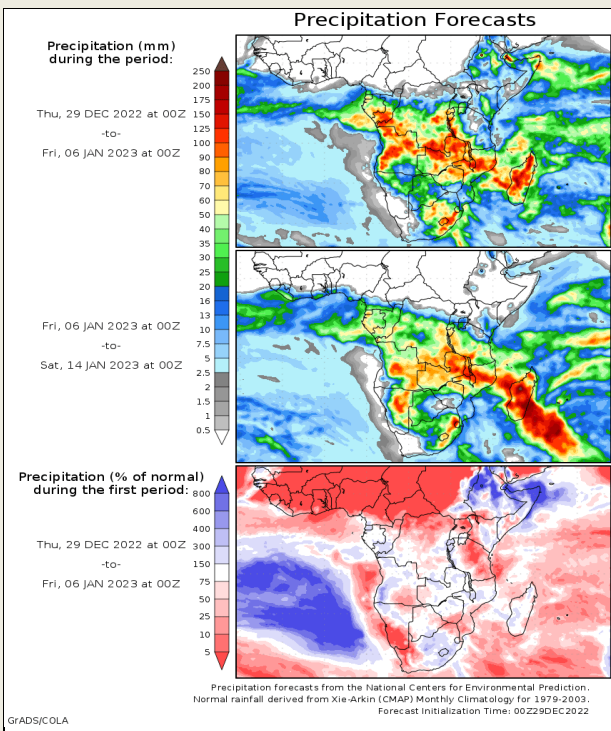 Precipitation Forecasts
Precipitation (mm)
during the period:
250
200
175
150
125
100
90
80
70
60
50
40
35
30
25
20
16
13
10
7.5
5
2.5
2
1.5
1
0.5
Thu, 29 DEC 2022 at 00Z
-to-
Fri, 06 JAN 2023 at 00Z
Fri, 06 JAN 2023 at 00Z
-to-
Sat, 14 JAN 2023 at 00Z
Precipitation (% of normal)
during the first period:
800
600
400
300
150
75
50
25
10
5
Thu, 29 DEC 2022 at 00Z
-to-
Fri, 06 JAN 2023 at 00Z
Precipitation forecasts from the National Centers for Environmental Prediction.
Normal rainfall derived from Xie-Arkin (CMAP) Monthly Climatology for 1979-2003.
Forecast Initialization Time: 00Z29DEC2022
GrADS/COLA